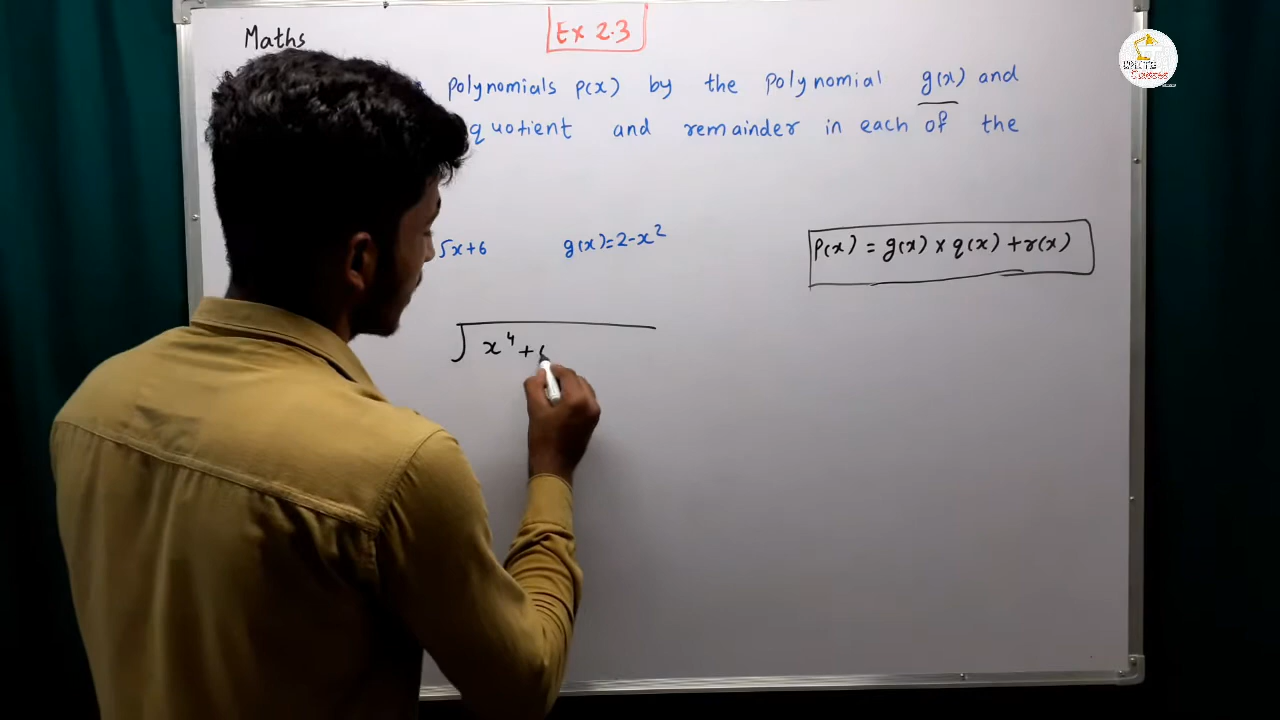 Maths
Ex 2.3
Polynomials p(x) by the polynomial g(x) and
quotient and remainder in each of the
5x+6 g(x)=2-x²
P(x) = g(x) × q(x) + r(x)
x⁴+
Classes